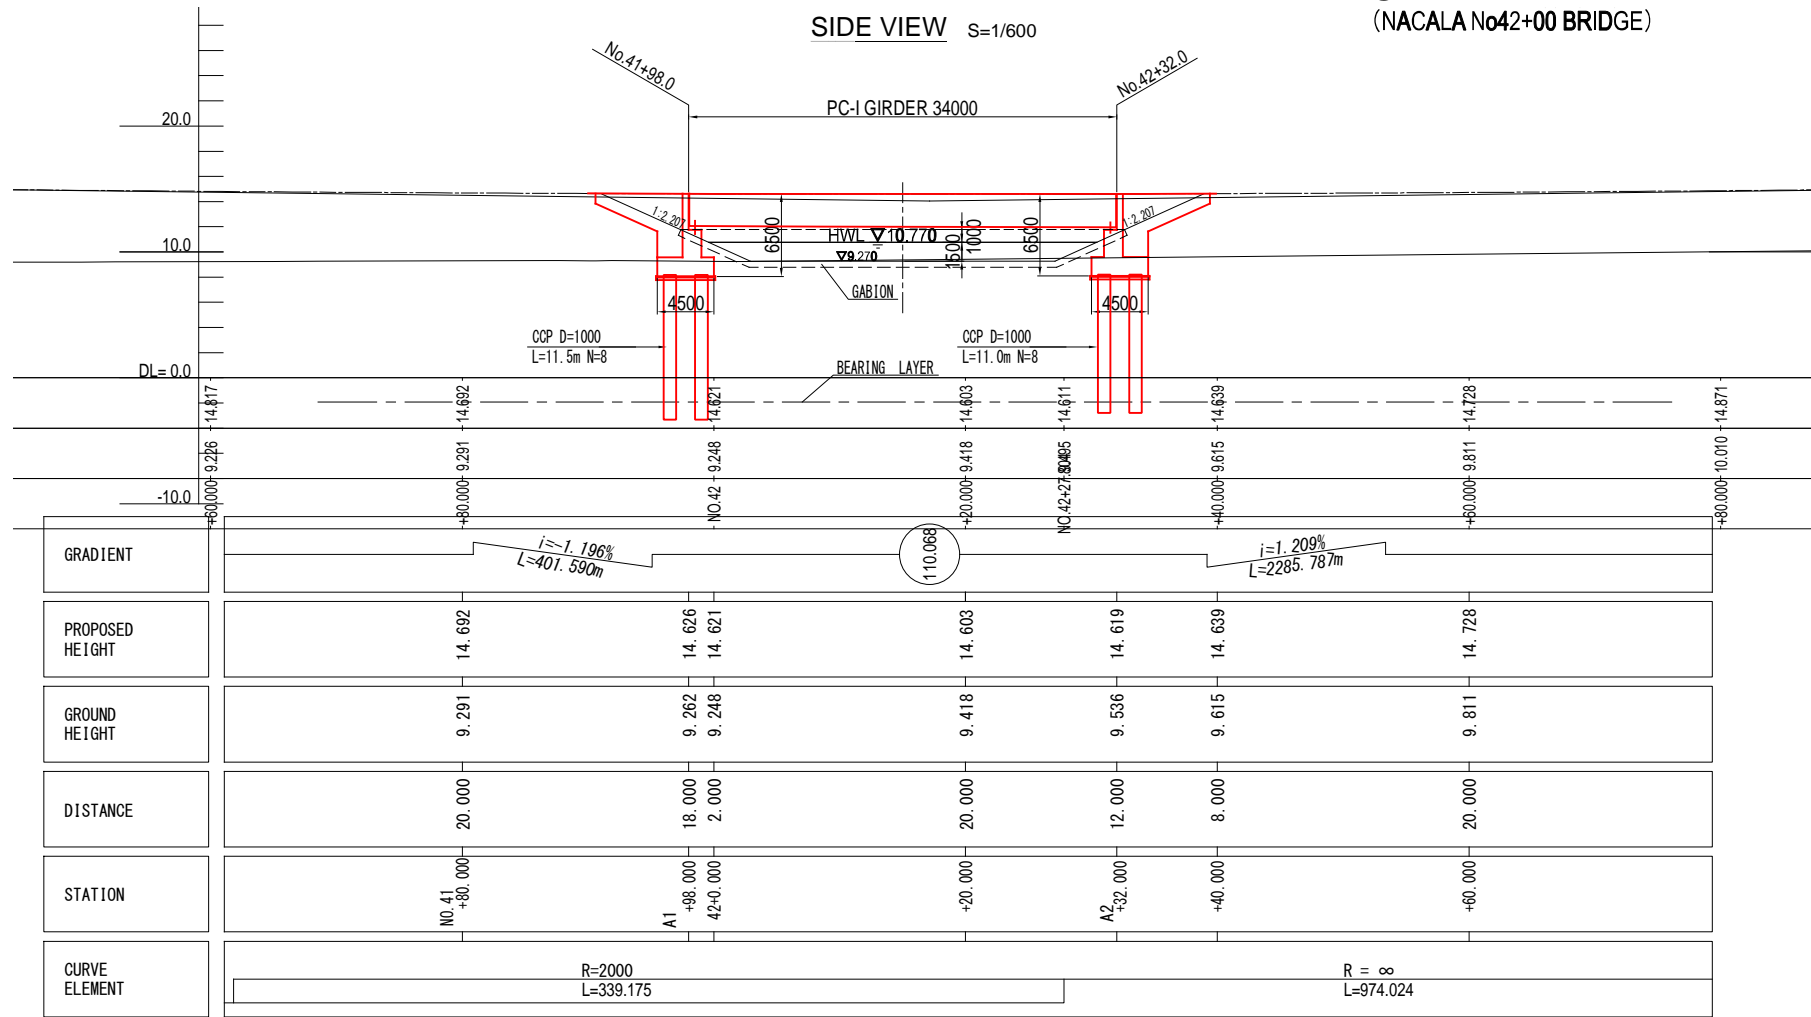 SIDE VIEW S=1/600
(NACALA No42+00 BRIDGE)
No.41+98.0
No.42+32.0
PC-I GIRDER 34000
20.0
10.0
DL= 0.0
-10.0
1:2.207
1:2.207
6500
HWL ▽10.770
▽9.270
1500
1000
6500
GABION
4500
4500
CCP D=1000
L=11.5m N=8
CCP D=1000
L=11.0m N=8
BEARING LAYER
14.817
14.692
14.621
14.603
14.611
14.639
14.728
14.871
9.226
9.291
9.248
9.418
9.615
9.811
10.010
+60.000
+80.000
NO.42
+20.000
+40.000
+60.000
+80.000
GRADIENT
i=-1.196%
L=401.590m
110.068
i=1.209%
L=2285.787m
PROPOSED
HEIGHT
14.692
14.626
14.621
14.603
14.619
14.639
14.728
GROUND
HEIGHT
9.291
9.262
9.248
9.418
9.536
9.615
9.811
DISTANCE
20.000
18.000
2.000
20.000
12.000
8.000
20.000
STATION
NO.41
+80.000
A1
+98.000
42+0.000
+20.000
A2
+32.000
+40.000
+60.000
CURVE
ELEMENT
R=2000
L=339.175
R = ∞
L=974.024